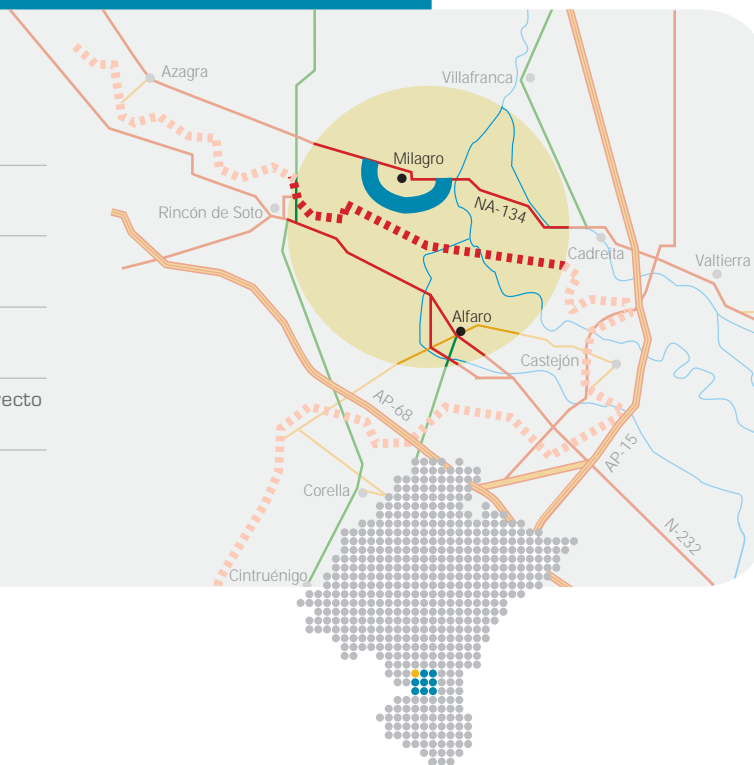 Azagra
Villafranca
Milagro
NA-134
Rincón de Soto
Cadreita
Valtierra
Alfaro
Castejón
yecto
AP-68
AP-15
Corella
N-232
Cintruénigo